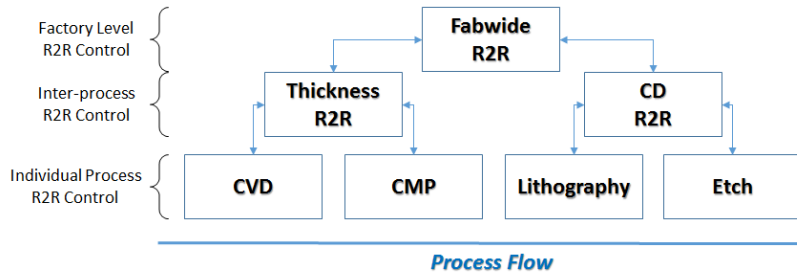 Factory Level
R2R Control
Fabwide
R2R
Inter-process
R2R Control
Thickness
R2R
CD
R2R
Individual Process
R2R Control
CVD
CMP
Lithography
Etch
Process Flow